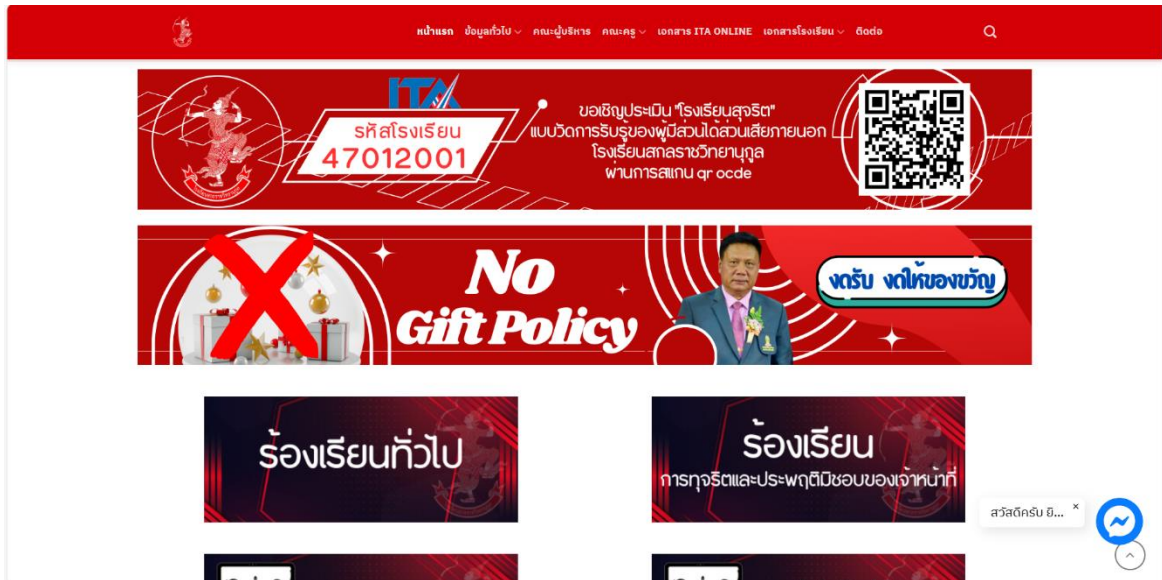 หน้าแรก ข้อมูลทั่วไป คณะผู้บริหาร คณะครู เอกสาร ITA ONLINE เอกสารโรงเรียน ติดต่อ
ITA
รหัสโรงเรียน
47012001
ขอเชิญประเมิน "โรงเรียนสุจริต"
แบบวัดการรับรู้ของผู้มีส่วนได้ส่วนเสียภายนอก
โรงเรียนสกลราชวิทยานุกูล
ผ่านการสแกน qr ocde
No
Gift Policy
งดรับ งดให้ของขวัญ
ร้องเรียนทั่วไป
ร้องเรียน
การทุจริตและประพฤติมิชอบของเจ้าหน้าที่
สวัสดีครับ ยิ...